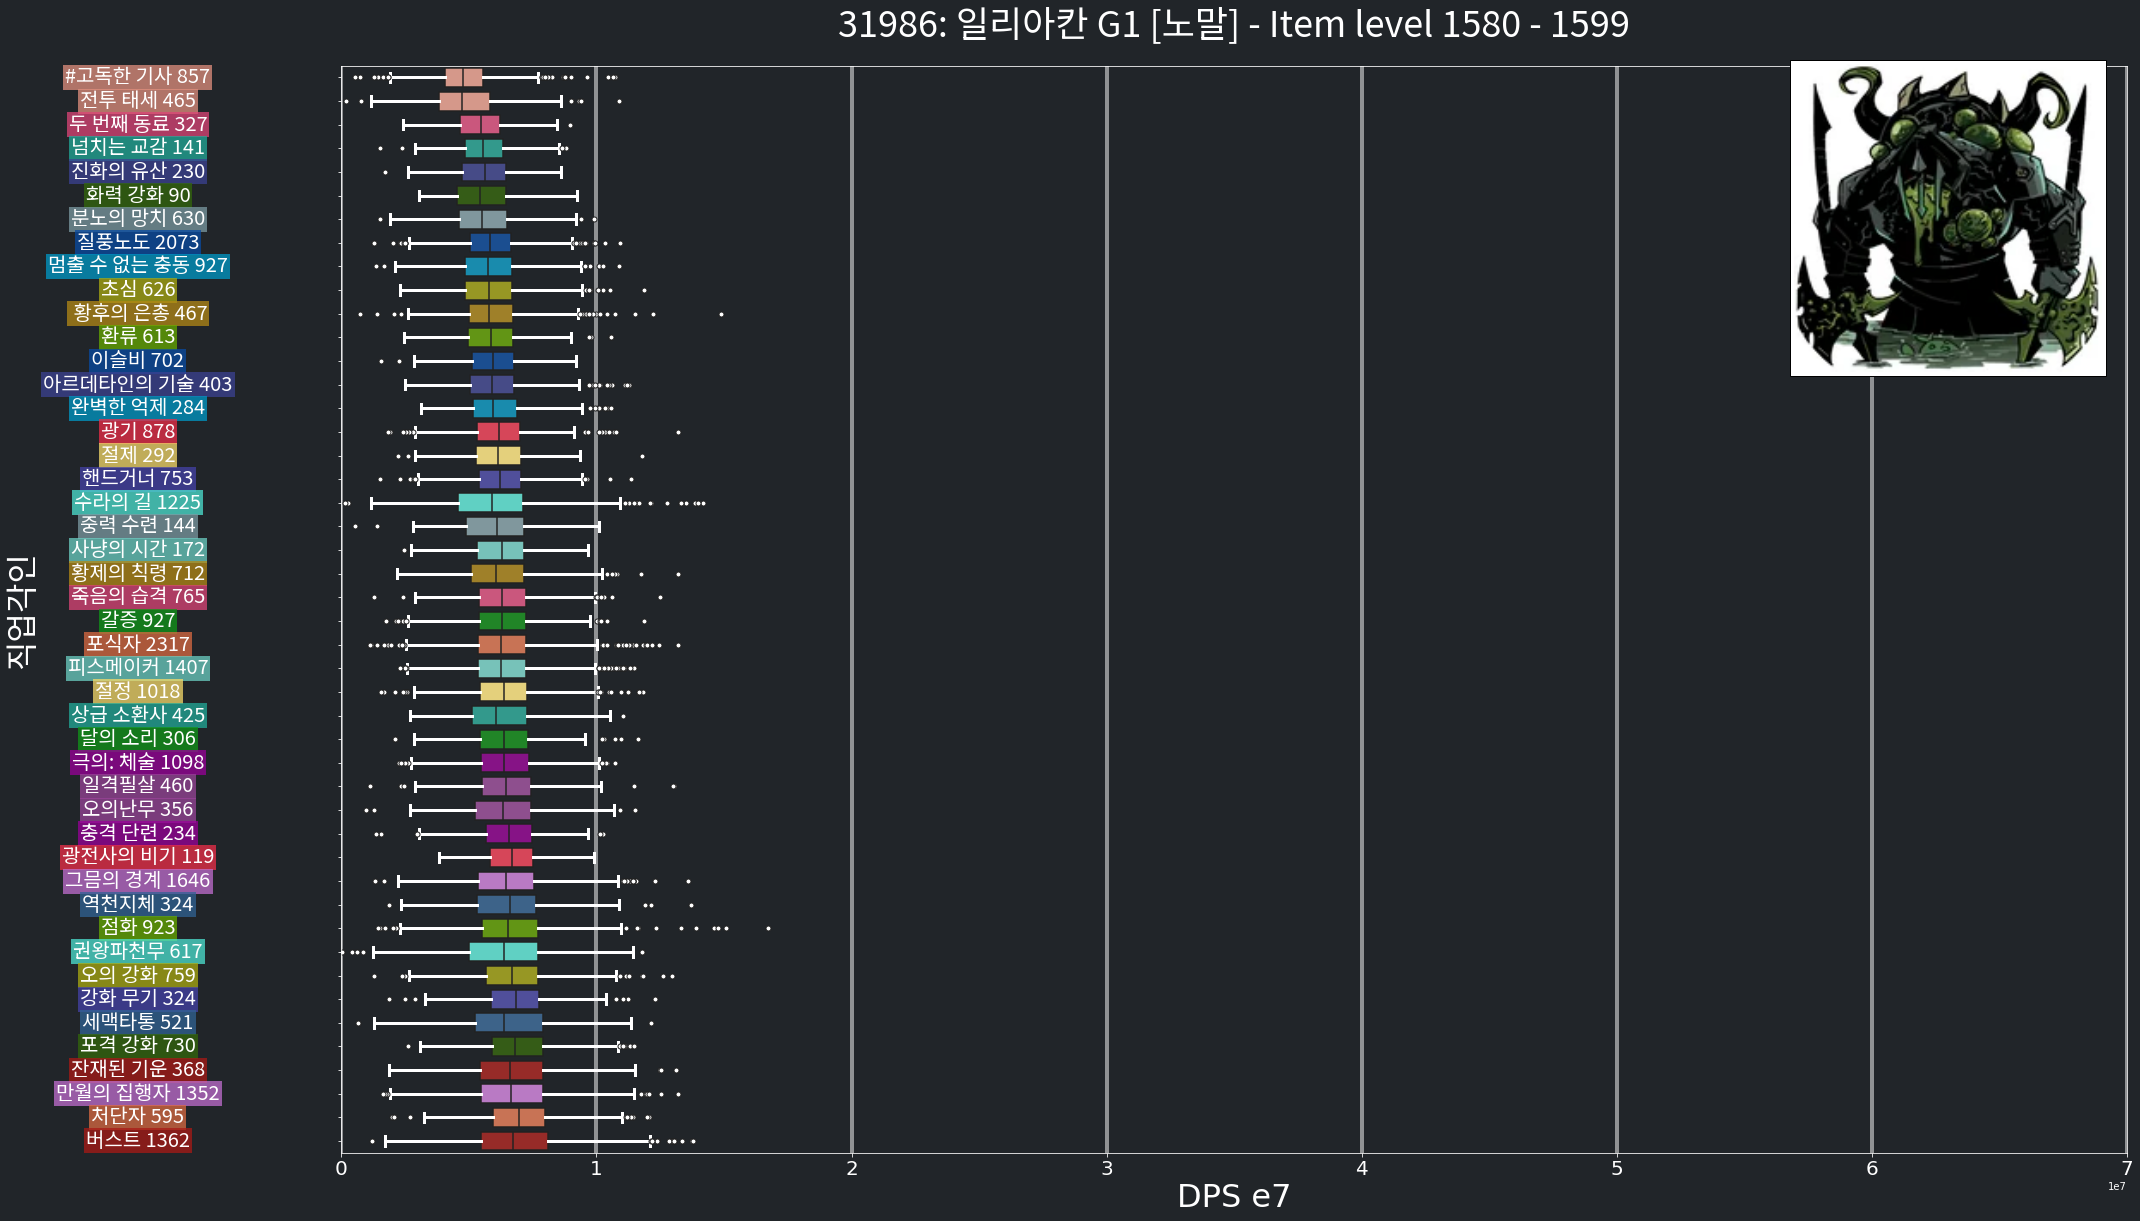 31986: 일리아칸 G1 [노말] - Item level 1580 - 1599
#고독한 기사 857
전투 태세 465
두 번째 동료 327
넘치는 교감 141
진화의 유산 230
화력 강화 90
분노의 망치 630
질풍노도 2073
멈출 수 없는 충동 927
초심 626
황후의 은총 467
환류 613
이슬비 702
아르데타인의 기술 403
완벽한 억제 284
광기 878
절제 292
핸드거너 753
수라의 길 1225
중력 수련 144
사냥의 시간 172
황제의 칙령 712
죽음의 습격 765
갈증 927
포식자 2317
피스메이커 1407
절정 1018
상급 소환사 425
달의 소리 306
극의: 체술 1098
일격필살 460
오의난무 356
충격 단련 234
광전사의 비기 119
그믐의 경계 1646
역천지체 324
점화 923
권왕파천무 617
오의 강화 759
강화 무기 324
세맥타통 521
포격 강화 730
잔재된 기운 368
만월의 집행자 1352
처단자 595
버스트 1362
직업각인
0 1 2 3 4 5 6 7
1e7
DPS e7